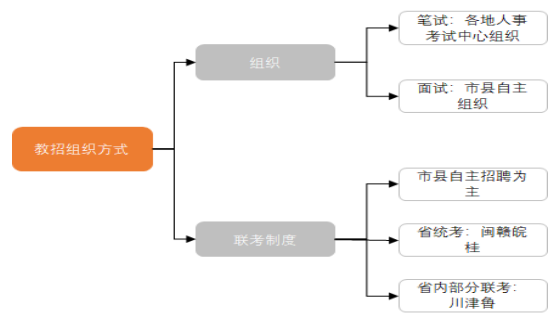 笔试：各地人事
考试中心组织
组织
面试：市县自主
组织
教招组织方式
市县自主招聘为
主
联考制度
省统考：闽赣皖
桂
省内部分联考：
川津鲁